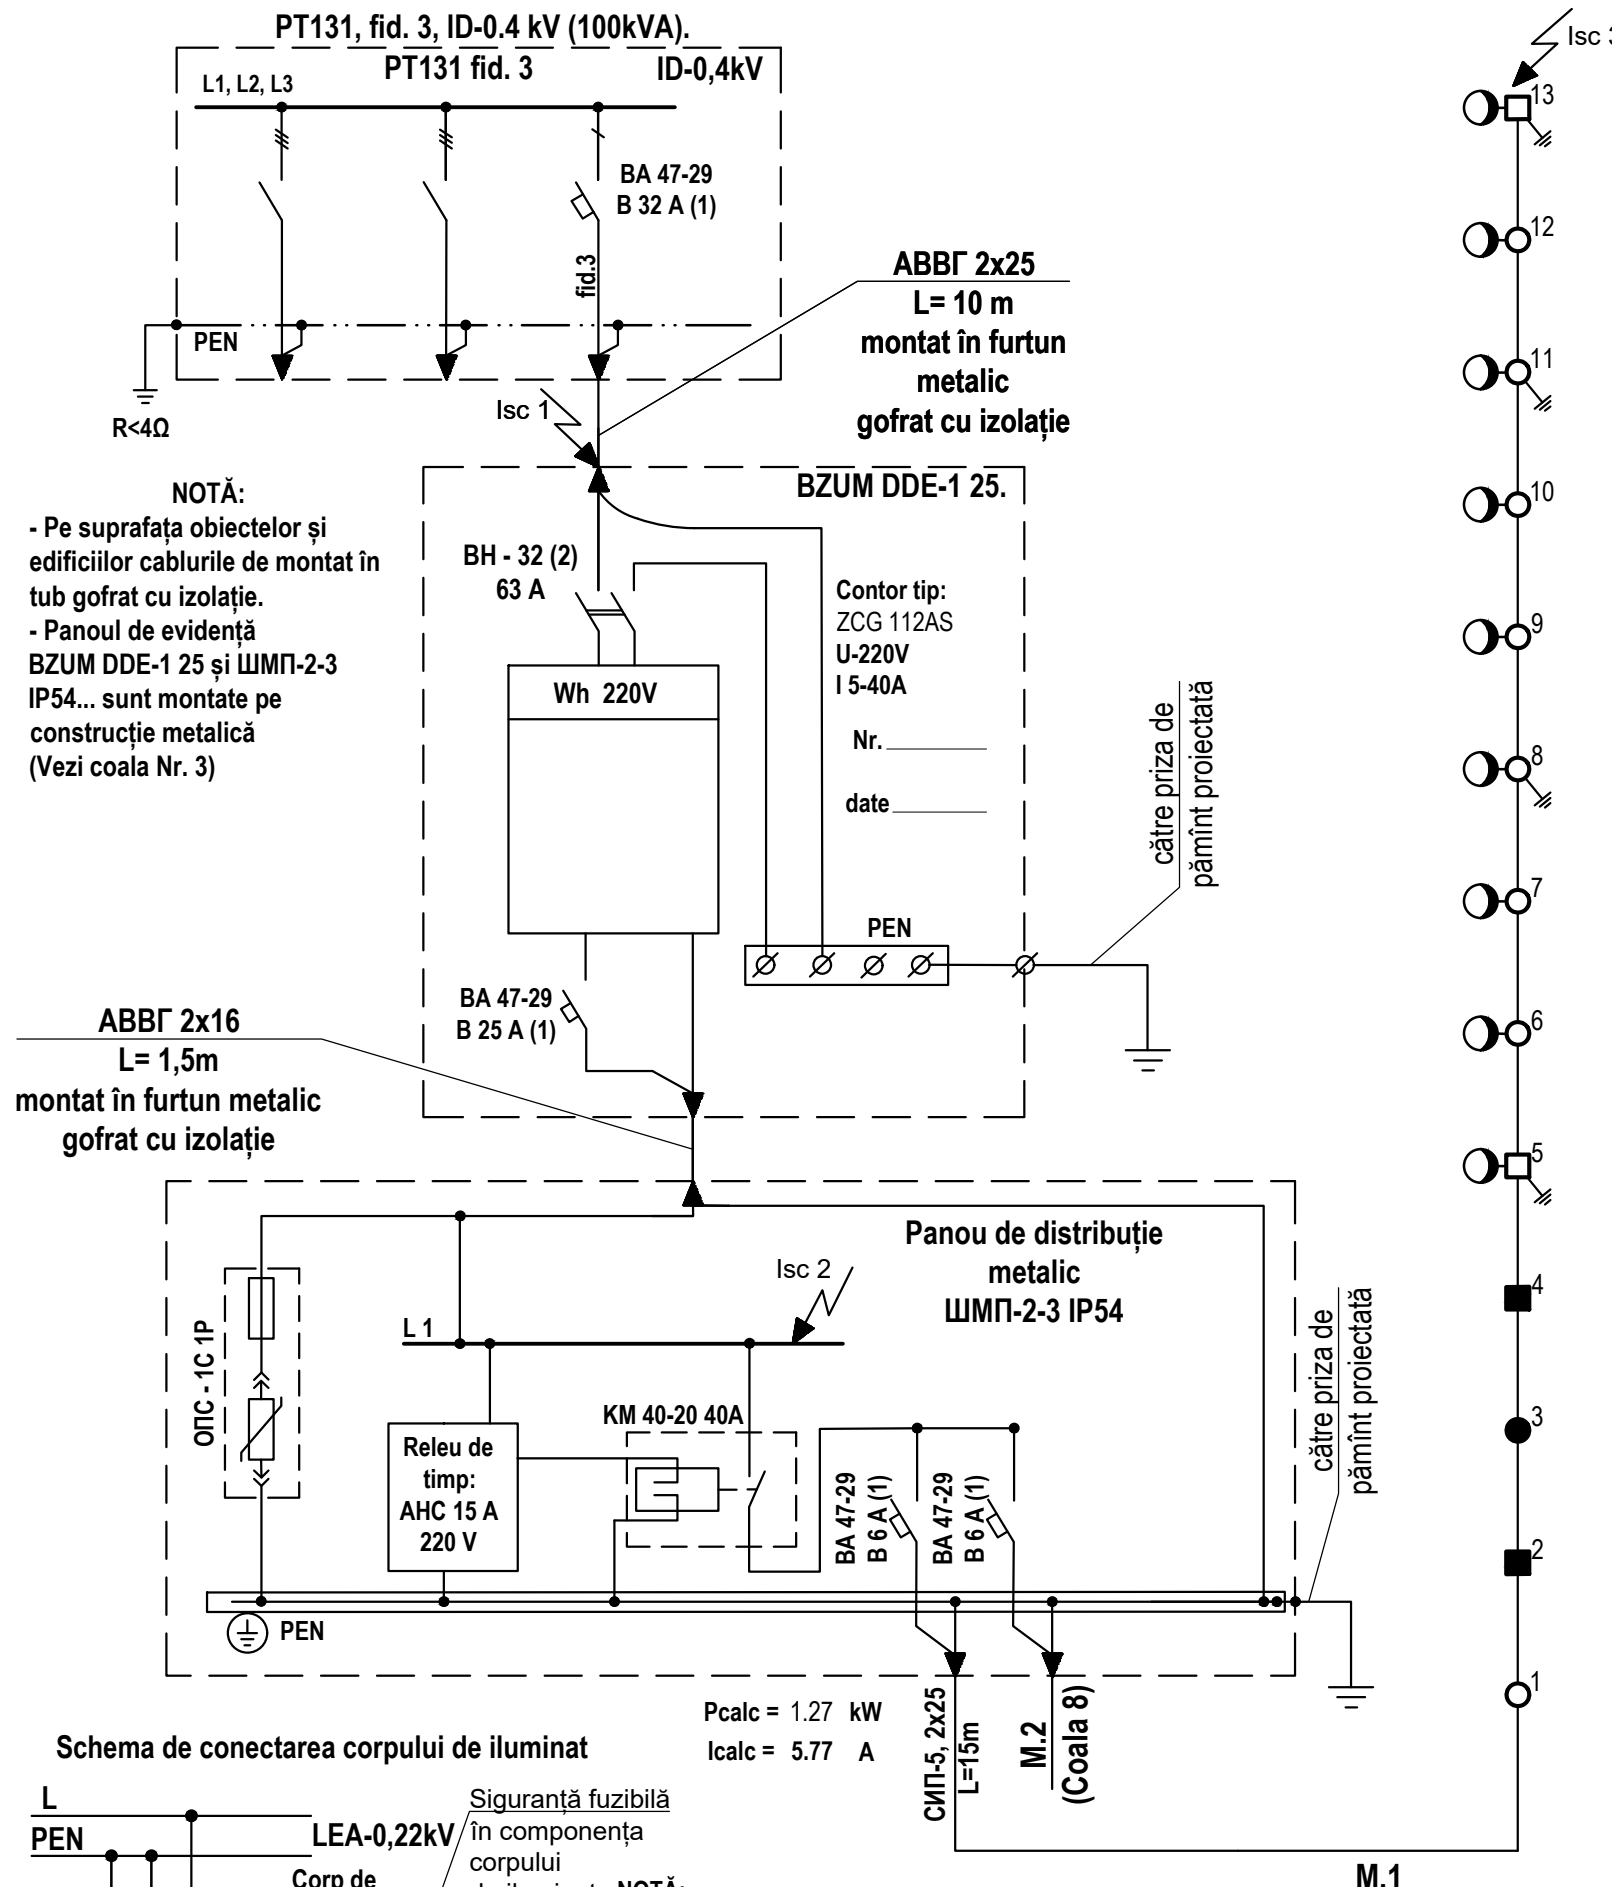 PT131, fid. 3, ID-0.4 kV (100kVA).
PT131 fid. 3
ID-0,4kV
L1, L2, L3
BA 47-29
B 32 A (1)
fid.3
PEN
R<4Ω
Isc 1
АВВГ 2x25
L= 10 m
montat în furtun
metalic
gofrat cu izolație
NOTĂ:
- Pe suprafața obiectelor și
edificiilor cablurile de montat în
tub gofrat cu izolație.
- Panoul de evidență
BZUM DDE-1 25 și ШМП-2-3
IP54... sunt montate pe
construcție metalică
(Vezi coala Nr. 3)
BZUM DDE-1 25.
BH - 32 (2)
63 A
Contor tip:
ZCG 112AS
U-220V
I 5-40A
Nr.
date
Wh 220V
PEN
către priza de
pămînt proiectată
BA 47-29
B 25 A (1)
АВВГ 2x16
L= 1,5m
montat în furtun metalic
gofrat cu izolație
Panou de distribuție
metalic
ШМП-2-3 IP54
Isc 2
L 1
ОПС - 1С 1Р
KM 40-20 40A
Releu de
timp:
AHC 15 A
220 V
BA 47-29
B 6 A (1)
BA 47-29
B 6 A (1)
către priza de
pămînt proiectată
PEN
Pcalc = 1.27 kW
Icalc = 5.77 A
СИП-5, 2x25
L=15m
M.2
(Coala 8)
M.1
Schema de conectarea corpului de iluminat
L
PEN
LEA-0,22kV
Corp de
Siguranță fuzibilă
în componența
corpului
NOTĂ:
Isc 3
13
12
11
10
9
8
7
6
5
4
3
2
1